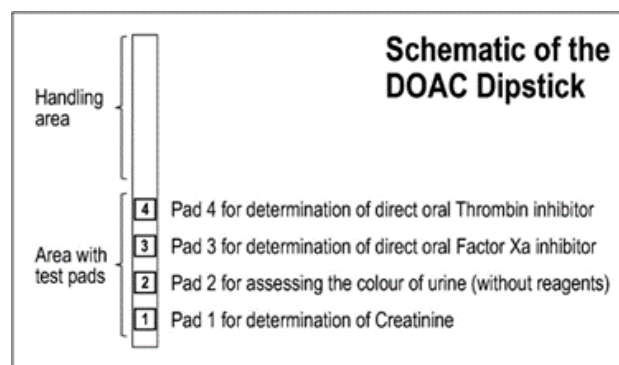 Schematic of the
DOAC Dipstick
Handling
area
Area with
test pads
4 Pad 4 for determination of direct oral Thrombin inhibitor
3 Pad 3 for determination of direct oral Factor Xa inhibitor
2 Pad 2 for assessing the colour of urine (without reagents)
1 Pad 1 for determination of Creatinine